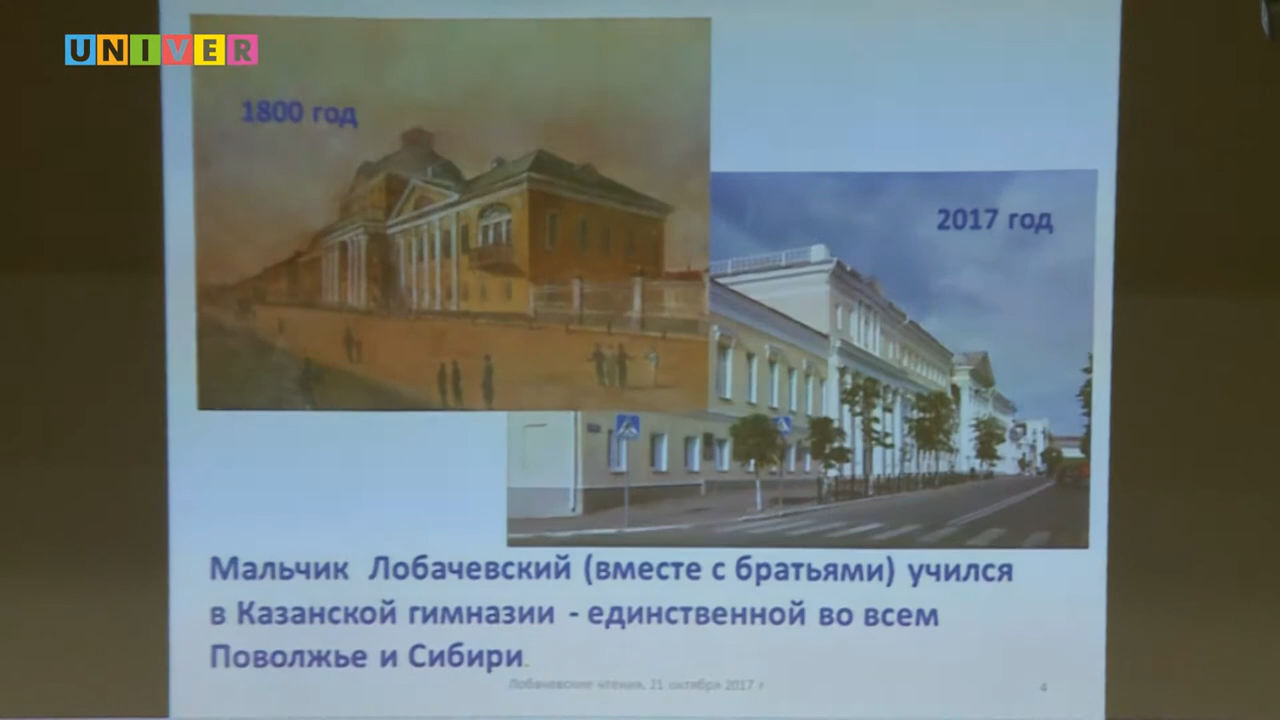 UNIVER
1800 год
2017 год
Мальчик Лобачевский (вместе с братьями) учился
в Казанской гимназии - единственной во всем
Поволжье и Сибири.
чтения, 21 октября 2017 г
4